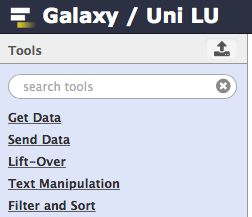 Galaxy / Uni LU
Tools
search tools
Get Data
Send Data
Lift-Over
Text Manipulation
Filter and Sort